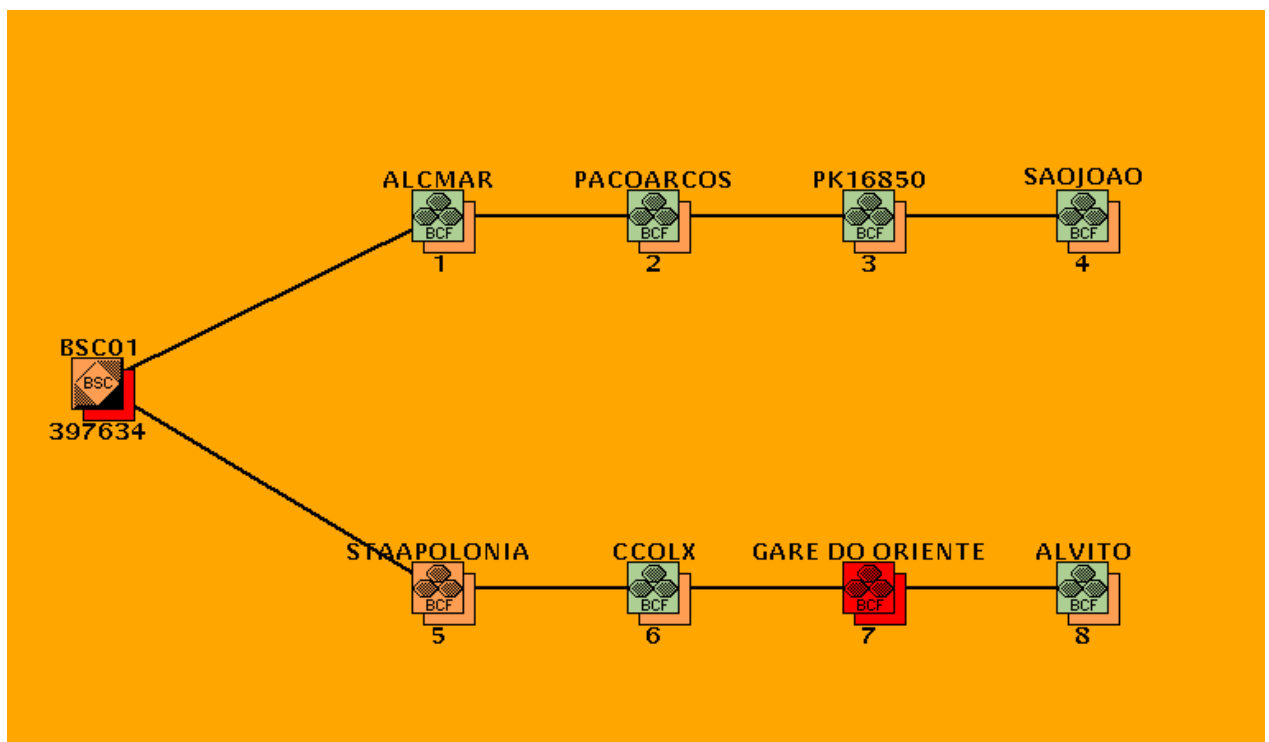 ALCMAR
PACOARCOS
PK16850
SAOJOAO
BCF
BCF
BCF
BCF
1
2
3
4
BSC01
BSC
397634
STAAPOLONIA
CCOLX
GARE DO ORIENTE
ALVITO
BCF
BCF
BCF
BCF
5
6
7
8